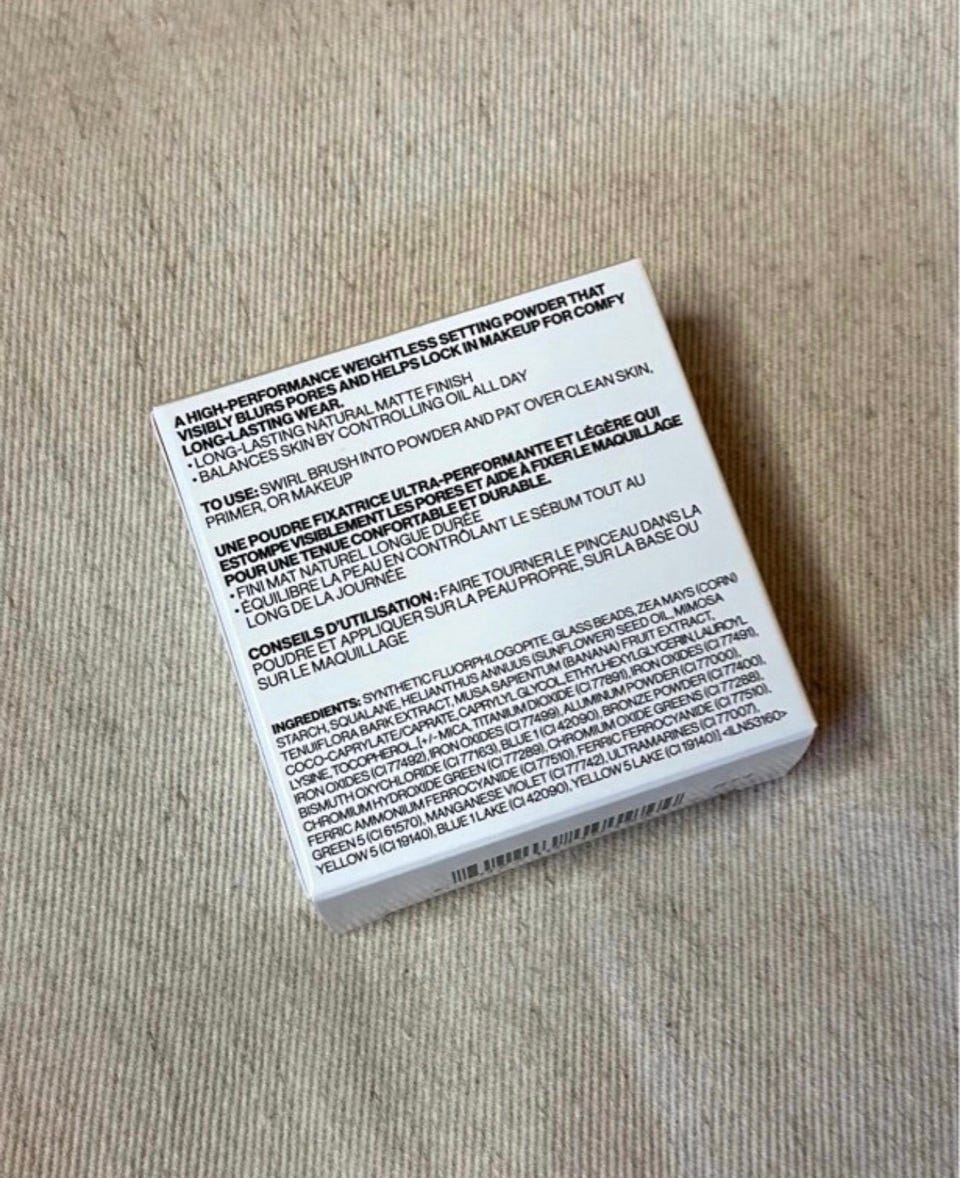 A HIGH-PERFORMANCE WEIGHTLESS SETTING POWDER THAT
VISIBLY BLURS PORES AND HELPS LOCK IN MAKEUP FOR COMFY
LONG-LASTING WEAR.
• LONG-LASTING NATURAL MATTE FINISH
• BALANCES SKIN BY CONTROLLING OIL ALL DAY
TO USE: SWIRL BRUSH INTO POWDER AND PAT OVER CLEAN SKIN,
PRIMER, OR MAKEUP
UNE POUDRE FIXATRICE ULTRA-PERFORMANTE ET LÉGÈRE QUI
ESTOMPE VISIBLEMENT LES PORES ET AIDE À FIXER LE MAQUILLAGE
POUR UNE TENUE CONFORTABLE ET DURABLE.
• FINI MAT NATUREL LONGUE DURÉE
• ÉQUILIBRE LA PEAU EN CONTRÔLANT LE SÉBUM TOUT AU
LONG DE LA JOURNÉE
CONSEILS D'UTILISATION : FAIRE TOURNER LE PINCEAU DANS LA
POUDRE ET APPLIQUER SUR LA PEAU PROPRE, SUR LA BASE OU
SUR LE MAQUILLAGE
INGREDIENTS: SYNTHETIC FLUORPHLOGOPITE, GLASS BEADS, ZEA MAYS (CORN)
STARCH, SQUALANE, HELIANTHUS ANNUUS (SUNFLOWER) SEED OIL, MIMOSA
TENUIFLORA BARK EXTRACT, MUSA SAPIENTUM (BANANA) FRUIT EXTRACT,
COCO-CAPRYLATE/CAPRATE, CAPRYLYL GLYCOL, ETHYLHEXYLGLYCERIN, LAUROYL
LYSINE, TOCOPHEROL, [+/- MICA, TITANIUM DIOXIDE (CI 77891), IRON OXIDES (CI 77491),
IRON OXIDES (CI 77492), IRON OXIDES (CI 77499), ALUMINUM POWDER (CI 77000),
BISMUTH OXYCHLORIDE (CI 77163), BLUE 1 (CI 42090), BRONZE POWDER (CI 77400),
CHROMIUM HYDROXIDE GREEN (CI 77289), CHROMIUM OXIDE GREENS (CI 77288),
FERRIC AMMONIUM FERROCYANIDE (CI 77510), FERRIC FERROCYANIDE (CI 77510),
GREEN 5 (CI 61570), MANGANESE VIOLET (CI 77742), ULTRAMARINES (CI 77007),
YELLOW 5 (CI 19140), BLUE 1 LAKE (CI 42090), YELLOW 5 LAKE (CI 19140)] <ILN53160>